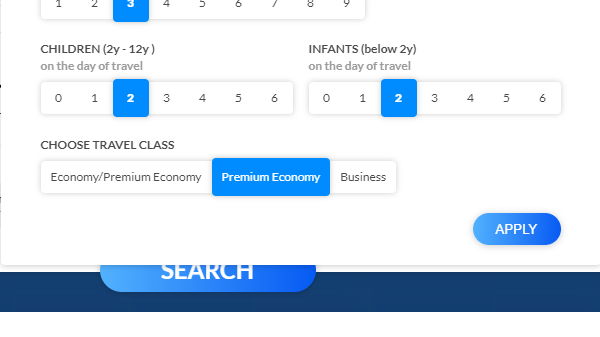 1 2 3 4 5 6 7 8 9
CHILDREN (2y - 12y ) INFANTS (below 2y)
on the day of travel on the day of travel
0 1 2 3 4 5 6 0 1 2 3 4 5 6
CHOOSE TRAVEL CLASS
Economy/Premium Economy Premium Economy Business
APPLY
SEARCH